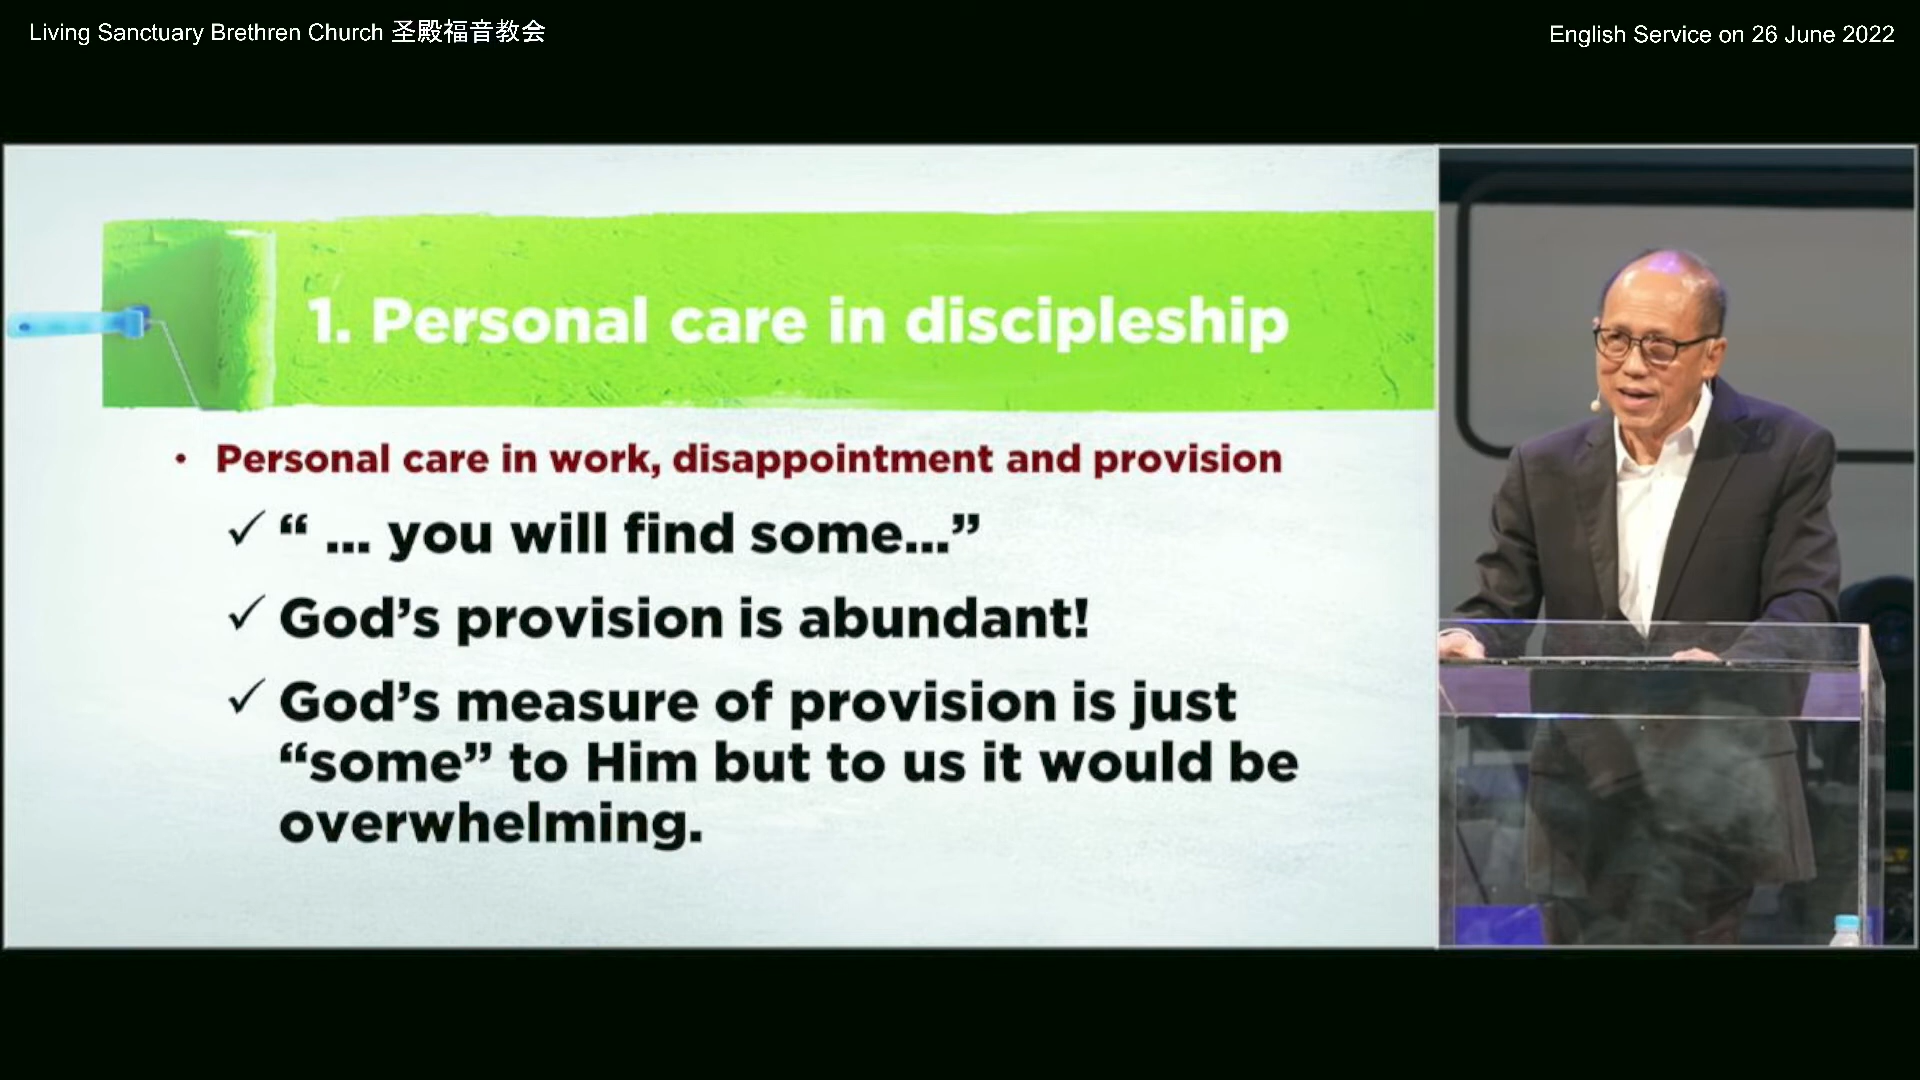 Living Sanctuary Brethren Church 圣殿福音教会
English Service on 26 June 2022
1. Personal care in discipleship
• Personal care in work, disappointment and provision
✓ “ ... you will find some...”
✓ God’s provision is abundant!
✓ God’s measure of provision is just
“some” to Him but to us it would be
overwhelming.